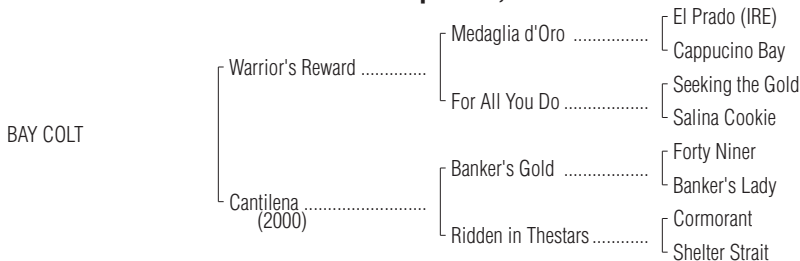 El Prado (IRE)
Medaglia d'Oro ................
Cappucino Bay
Warrior's Reward ..............
Seeking the Gold
For All You Do ..................
Salina Cookie
BAY COLT
Forty Niner
Banker's Gold ..................
Banker's Lady
Cantilena ..........................
(2000)
Cormorant
Ridden in Thestars ............
Shelter Strait